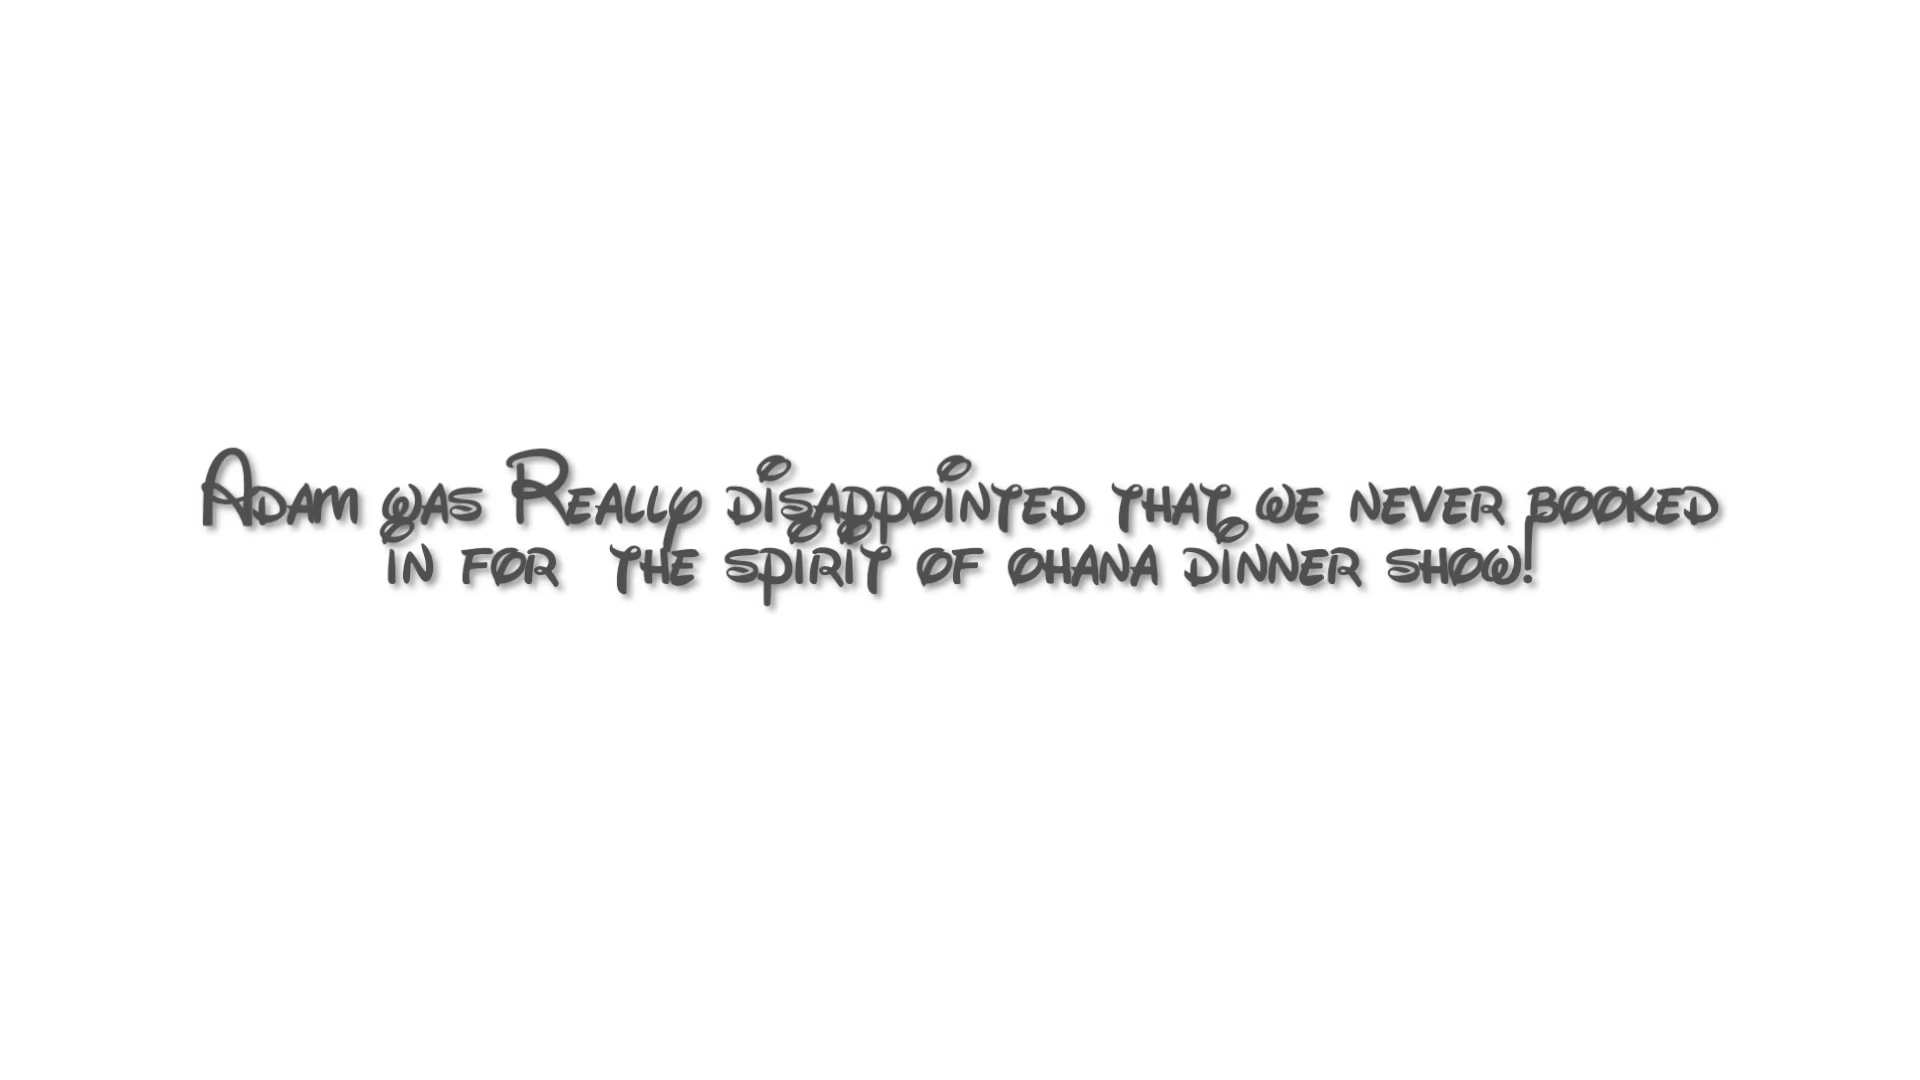 Adam was Really disappointed that we never booked
in for the spirit of ohana dinner show!